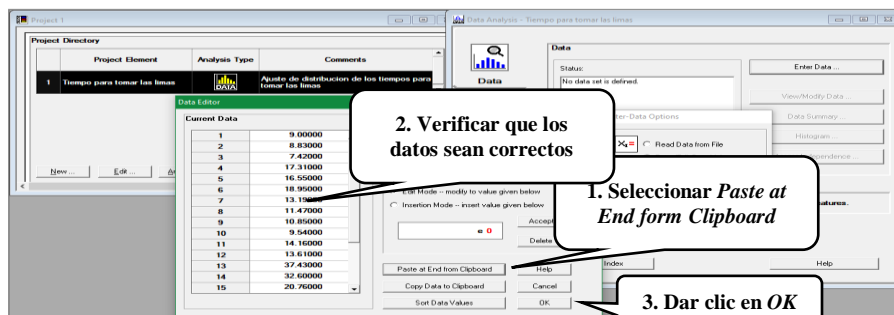 Project 1
Project Directory
Project Element Analysis Type Comments
1 Tiempo para tomar las limas DATA Ajuste de distribucion de los tiempos para tomar las limas
New ... Edit ...
Data Analysis - Tiempo para tomar las limas
Data
Data
Status:
No data set is defined.
Enter Data ...
View/Modify Data ...
Data Summary ...
Histogram ...
Index
Help
Enter-Data Options
Read Data from File
Data Editor
Current Data
1 9.00000
2 8.83000
3 7.42000
4 17.31000
5 16.55000
6 18.95000
7 13.19000
8 11.47000
9 10.85000
10 9.54000
11 14.16000
12 13.61000
13 37.43000
14 32.60000
15 20.76000
Edit Mode -- modify to value given below
Insertion Mode -- insert value given below
= 0
Accept
Delete
Paste at End from Clipboard
Help
Copy Data to Clipboard
Cancel
Sort Data Values
OK
2. Verificar que los
datos sean correctos
1. Seleccionar Paste at
End form Clipboard
3. Dar clic en OK